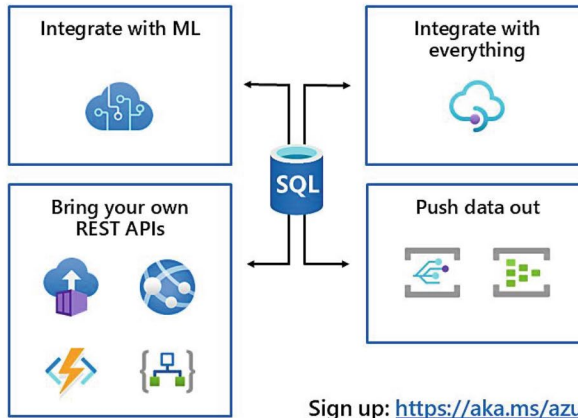 Integrate with ML
Integrate with
everything
SQL
Bring your own
REST APIs
Push data out
Sign up: https://aka.ms/azu